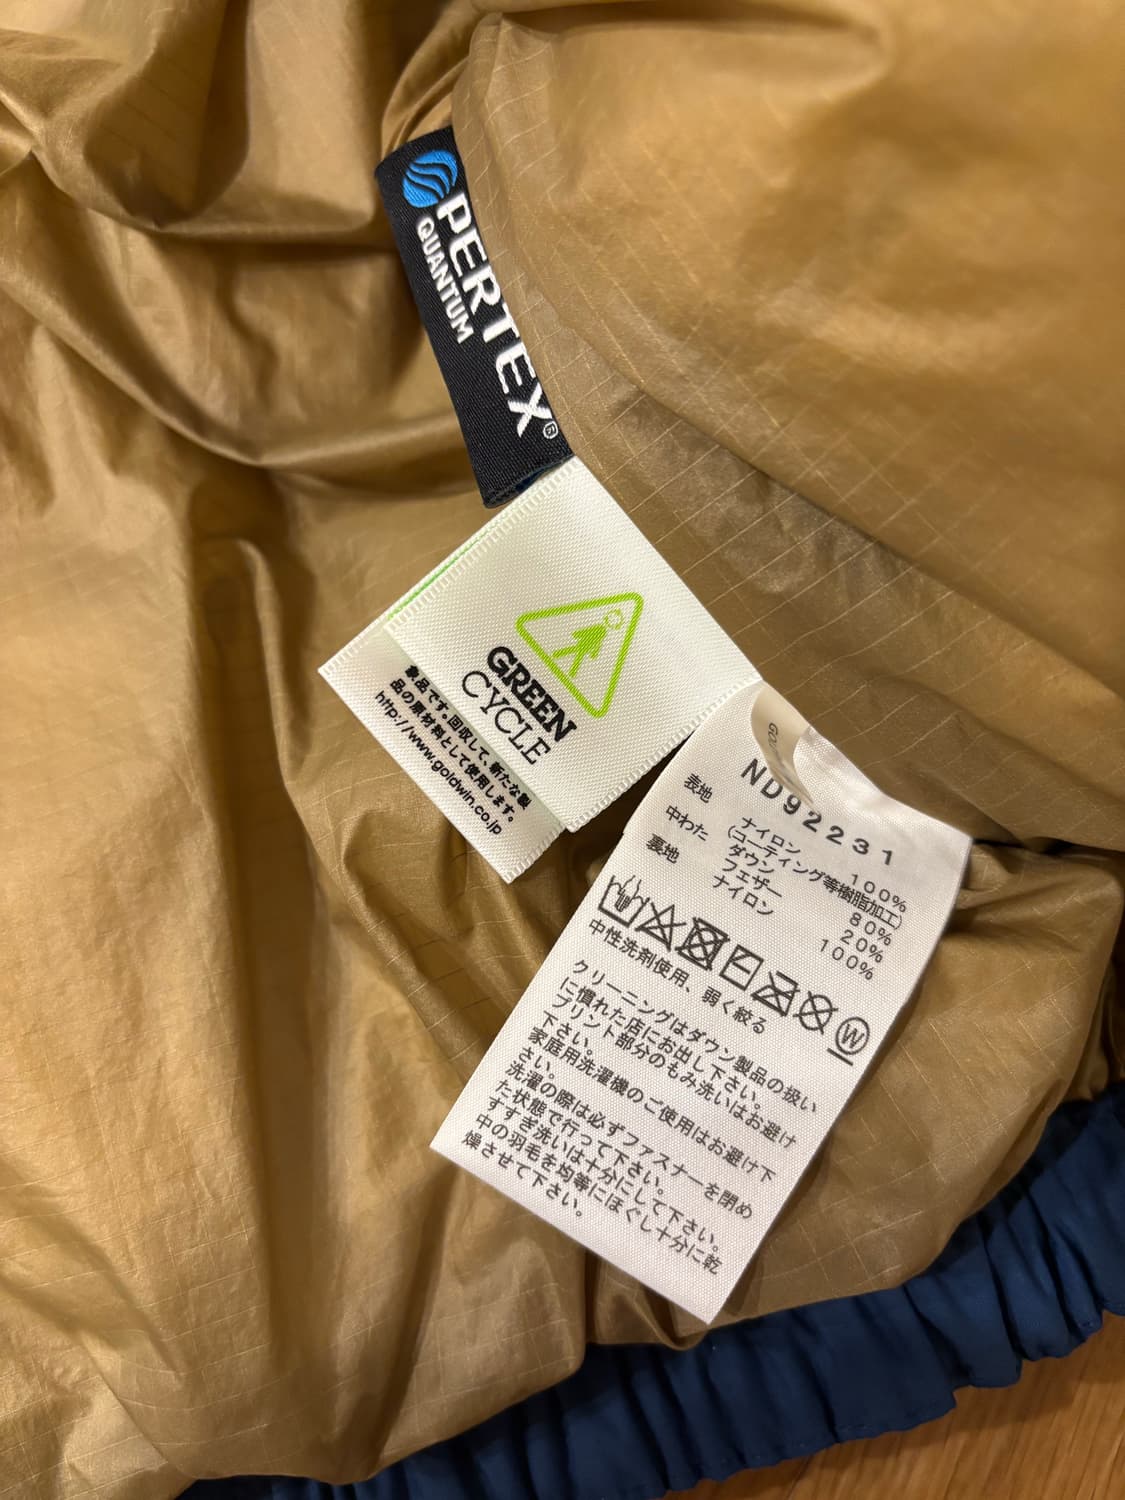 PERTEX®
QUANTUM
GREEN
CYCLE
象品です。回収して、新たな製
品の原材料として使用します。
http://www.goldwin.co.jp
ND92231
表地 ナイロン 100%
(コーティング等樹脂加工)
中わた ダウン 80%
フェザー 20%
裏地 ナイロン 100%
W
中性洗剤使用、弱く絞る
クリーニングはダウン製品の扱い
に慣れた店にお出し下さい。
プリント部分のもみ洗いはお避け
下さい。
家庭用洗濯機のご使用はお避け下
さい。
洗濯の際は必ずファスナーを閉め
た状態で行って下さい。
すすぎ洗いは十分にして下さい。
中の羽毛を均等にほぐし十分に乾
燥させて下さい。